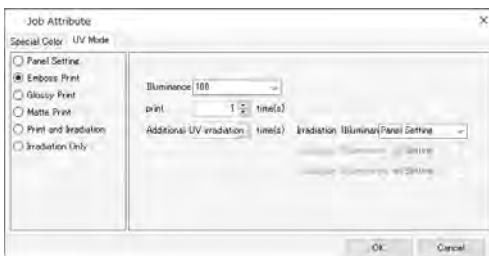 Job Attribute
Special Color UV Mode
Panel Setting
Emboss Print
Glossy Print
Matte Print
Print and Irradiation
Irradiation Only
Illuminance 100
print 1 time(s)
Additional UV irradiation time(s) Irradiation Illuminan Panel Setting
OK Cancel